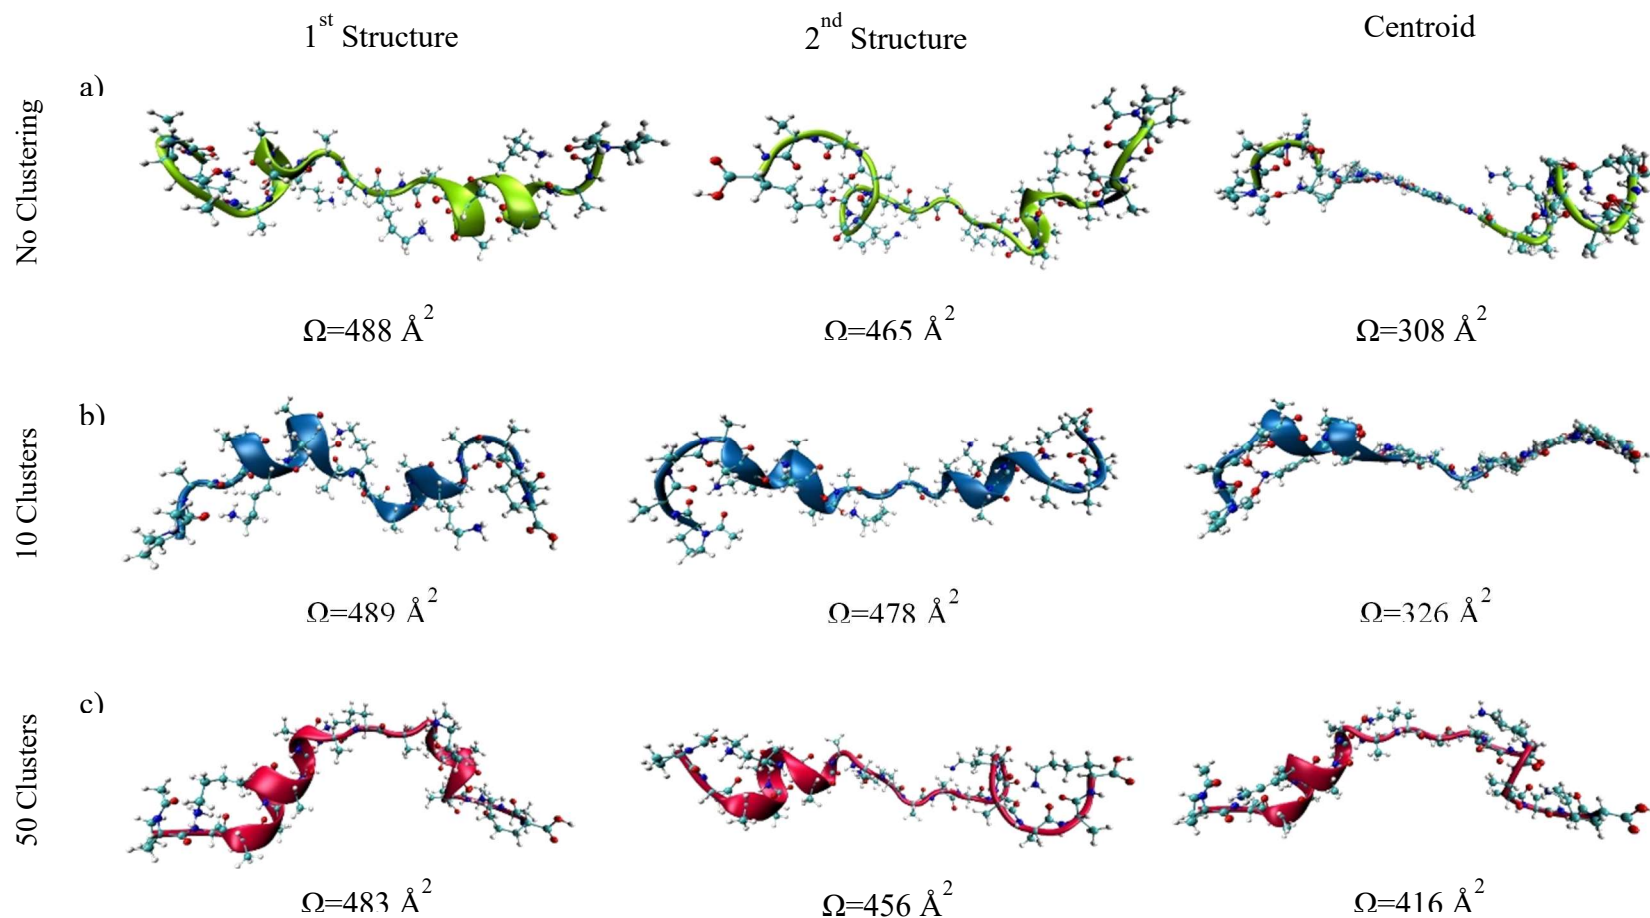 1st Structure
2nd Structure
Centroid
No Clustering
a)
Ω=488 Å2
Ω=465 Å2
Ω=308 Å2
10 Clusters
b)
Ω=489 Å2
Ω=478 Å2
Ω=326 Å2
50 Clusters
c)
Ω=483 Å2
Ω=456 Å2
Ω=416 Å2